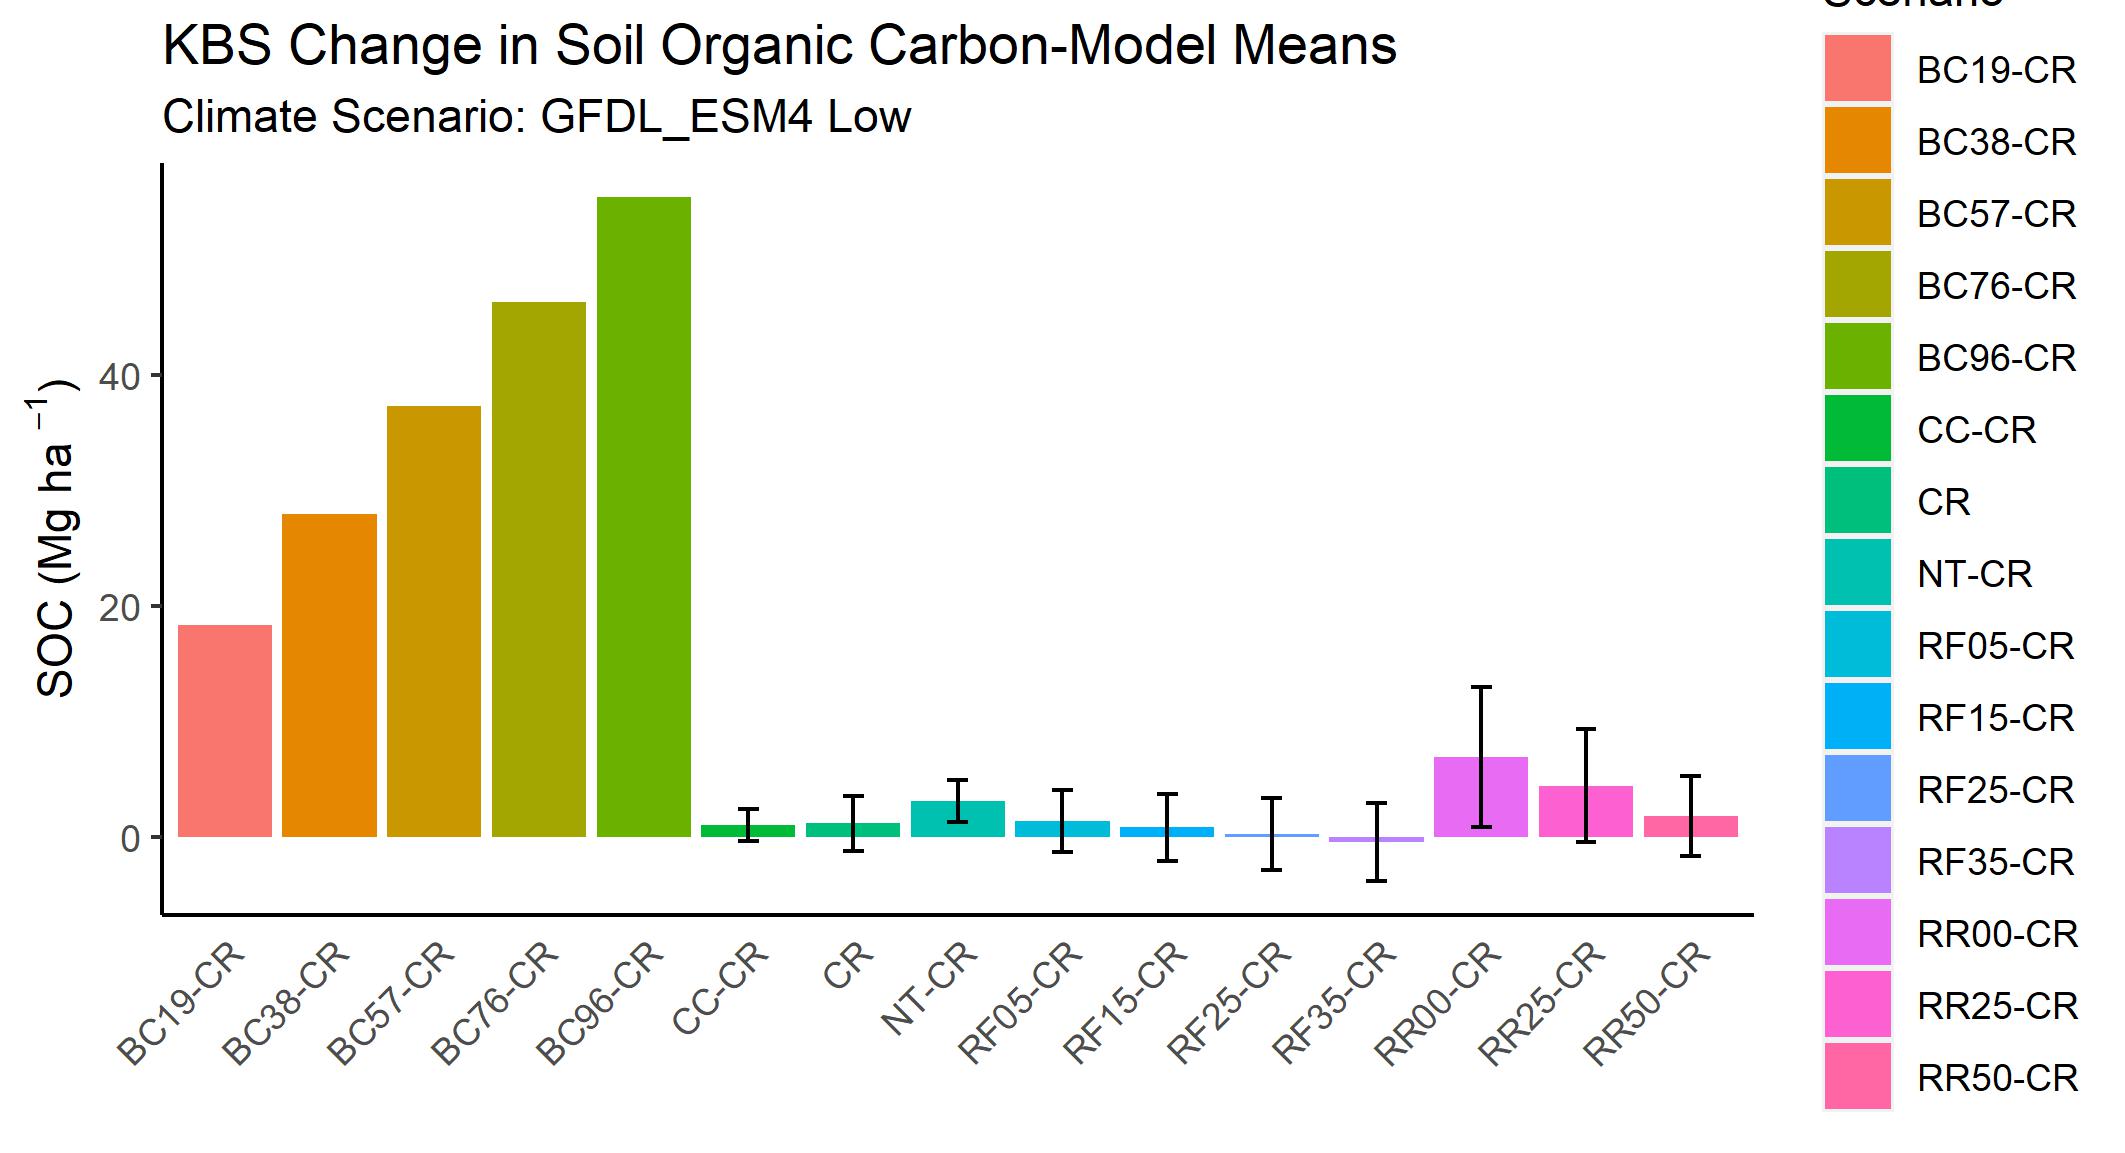 KBS Change in Soil Organic Carbon-Model Means
Climate Scenario: GFDL_ESM4 Low
SOC (Mg ha ⁻¹)
40
20
0
BC19-CR
BC38-CR
BC57-CR
BC76-CR
BC96-CR
CC-CR
CR
NT-CR
RF05-CR
RF15-CR
RF25-CR
RF35-CR
RR00-CR
RR25-CR
RR50-CR
Scenario
BC19-CR
BC38-CR
BC57-CR
BC76-CR
BC96-CR
CC-CR
CR
NT-CR
RF05-CR
RF15-CR
RF25-CR
RF35-CR
RR00-CR
RR25-CR
RR50-CR